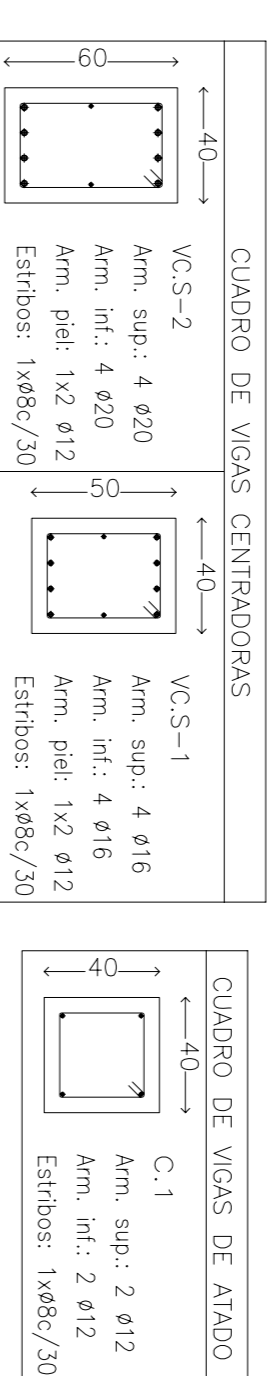 CUADRO DE VIGAS CENTRADORAS
40
60
VC.S-2
Arm. sup.: 4 ø20
Arm. inf.: 4 ø20
Arm. piel: 1x2 ø12
Estribos: 1xø8c/30
40
50
VC.S-1
Arm. sup.: 4 ø16
Arm. inf.: 4 ø16
Arm. piel: 1x2 ø12
Estribos: 1xø8c/30
CUADRO DE VIGAS DE ATADO
40
40
C.1
Arm. sup.: 2 ø12
Arm. inf.: 2 ø12
Estribos: 1xø8c/30